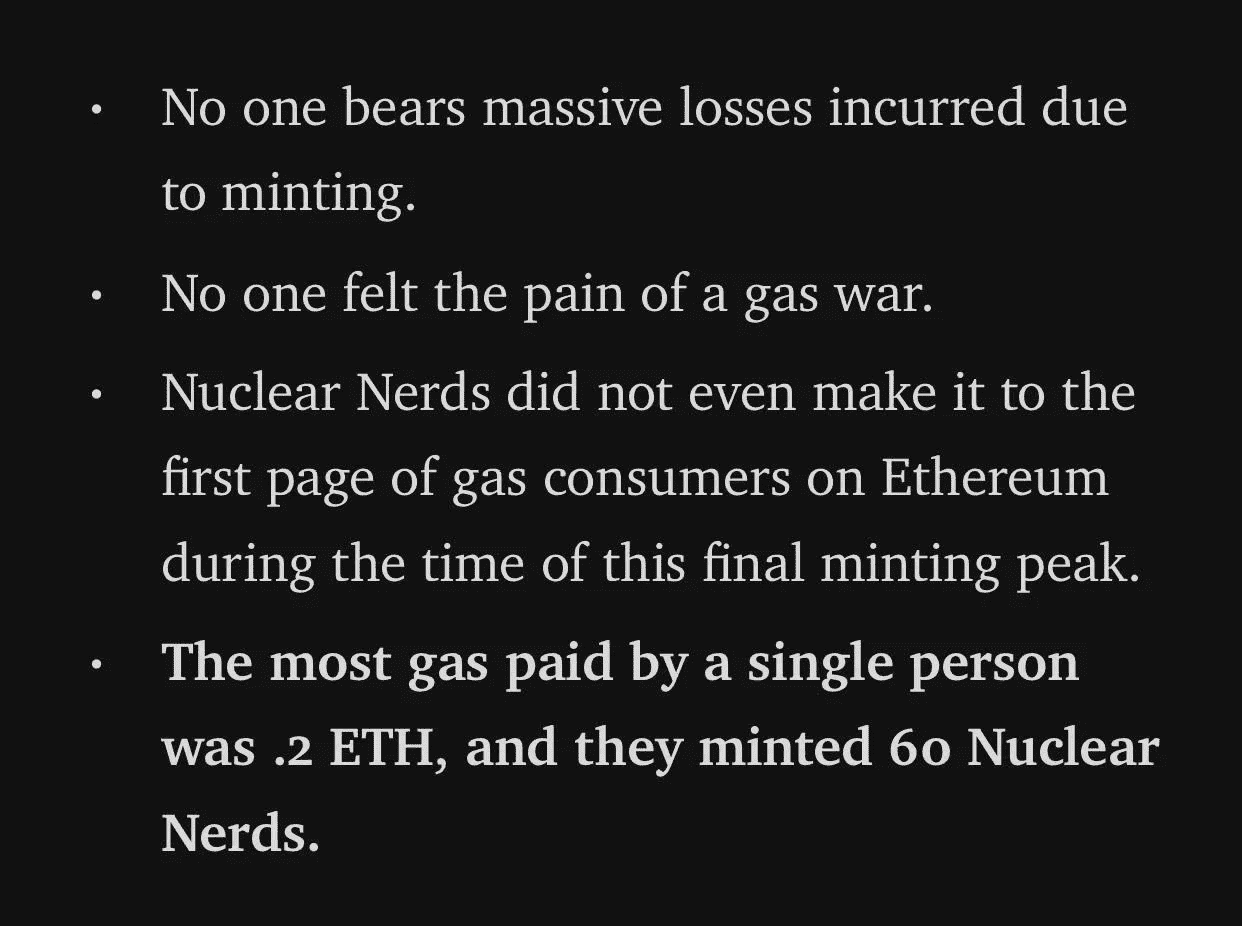 • No one bears massive losses incurred due
to minting.
• No one felt the pain of a gas war.
• Nuclear Nerds did not even make it to the
first page of gas consumers on Ethereum
during the time of this final minting peak.
• The most gas paid by a single person
was .2 ETH, and they minted 60 Nuclear
Nerds.